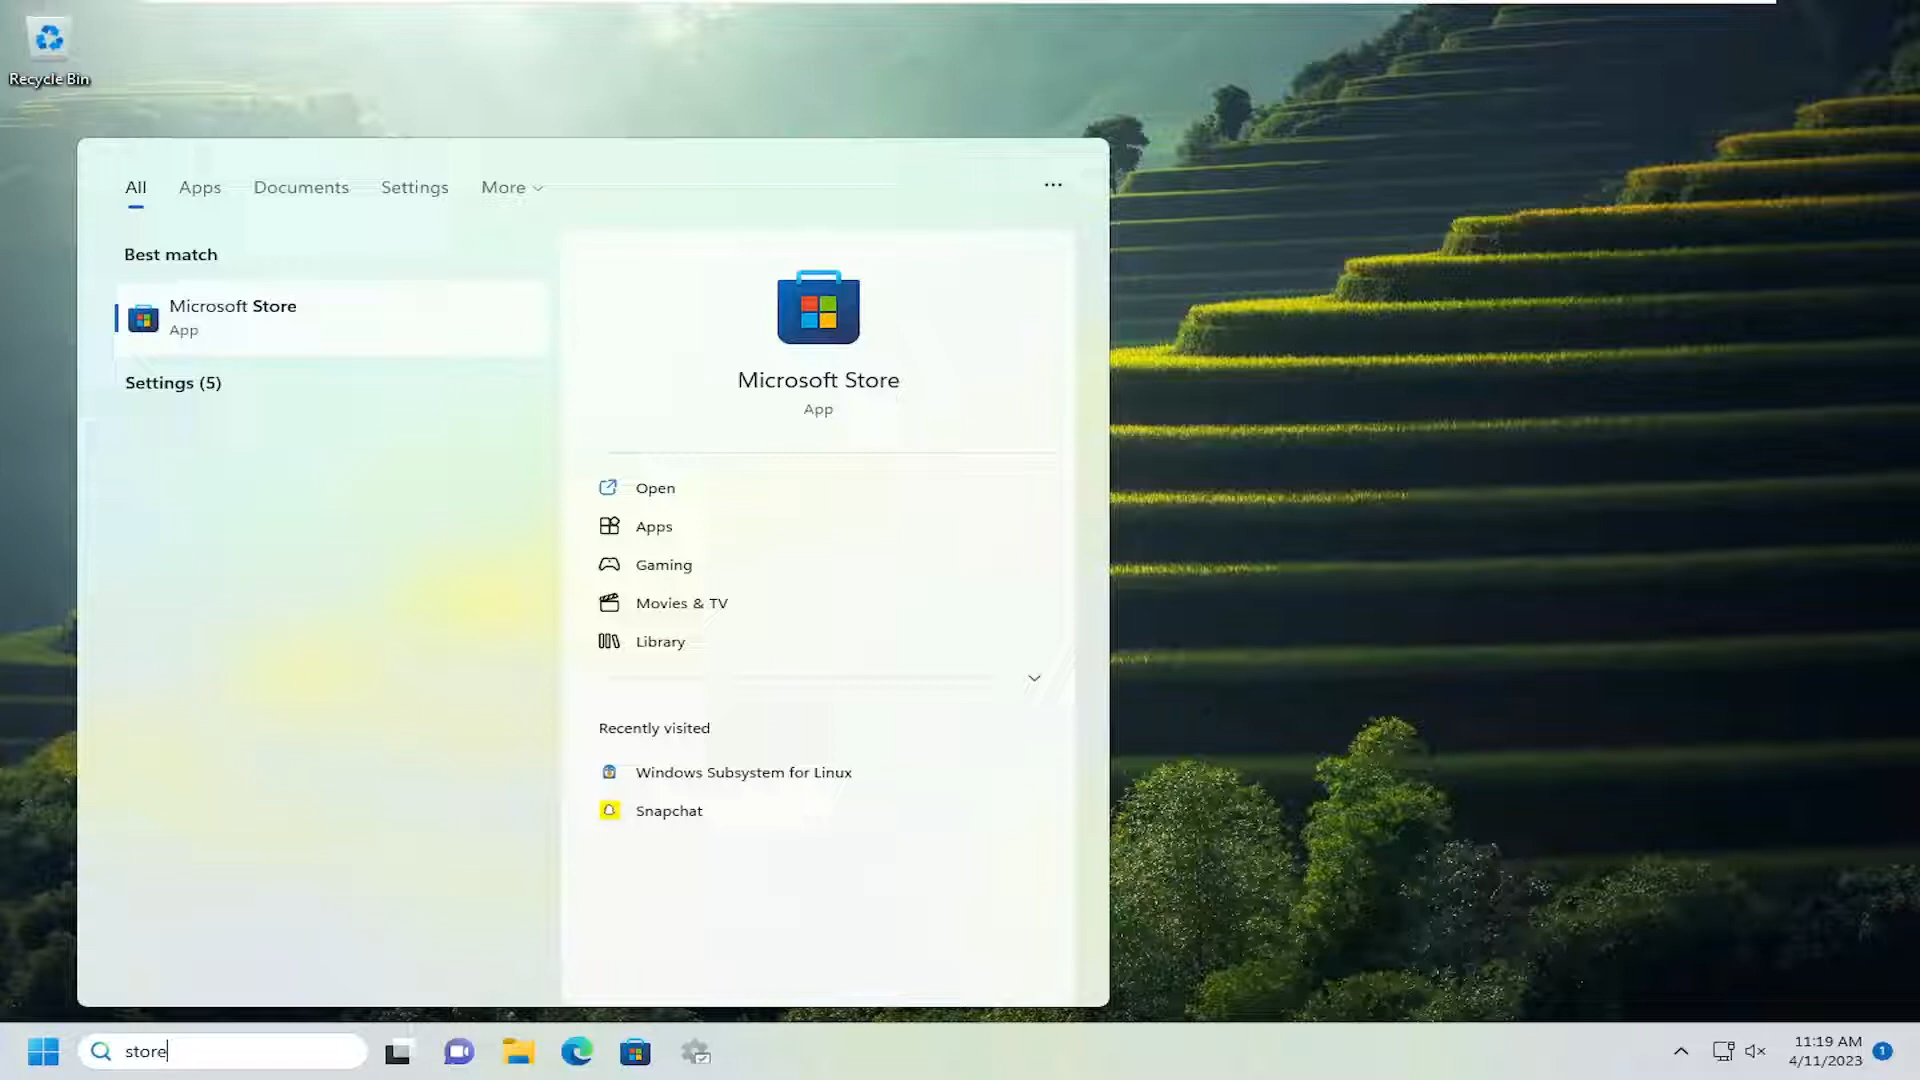 Recycle Bin
All Apps Documents Settings More
Best match
Microsoft Store
App
Settings (5)
Microsoft Store
App
Open
Apps
Gaming
Movies & TV
Library
Recently visited
Windows Subsystem for Linux
Snapchat
store
11:19 AM
4/11/2023
1